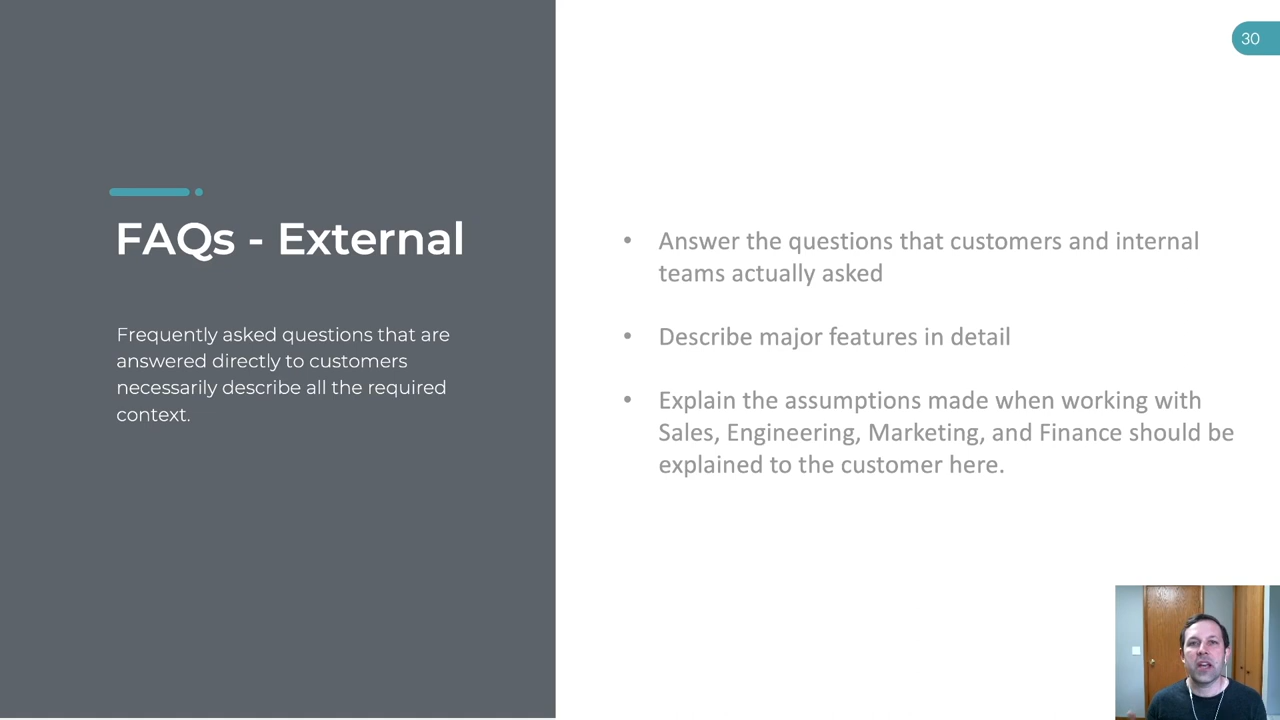 30
FAQs - External
Frequently asked questions that are
answered directly to customers
necessarily describe all the required
context.
• Answer the questions that customers and internal
teams actually asked
• Describe major features in detail
• Explain the assumptions made when working with
Sales, Engineering, Marketing, and Finance should be
explained to the customer here.